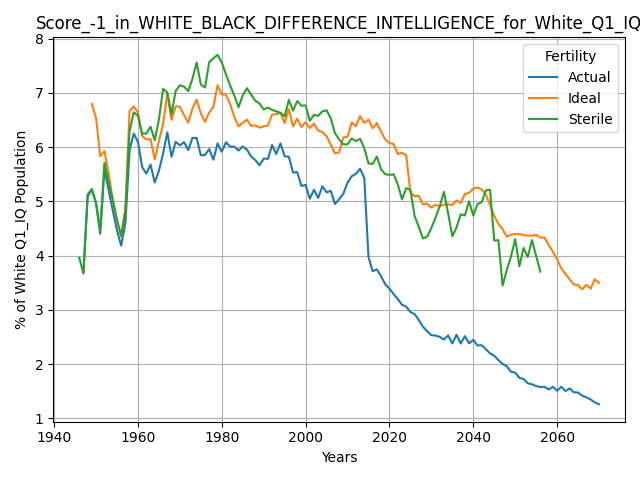 Score_-1_in_WHITE_BLACK_DIFFERENCE_INTELLIGENCE_for_White_Q1_IQ
8
7
6
5
4
3
2
1
% of White Q1_IQ Population
1940
1960
1980
2000
2020
2040
2060
Years
Fertility
Actual
Ideal
Sterile